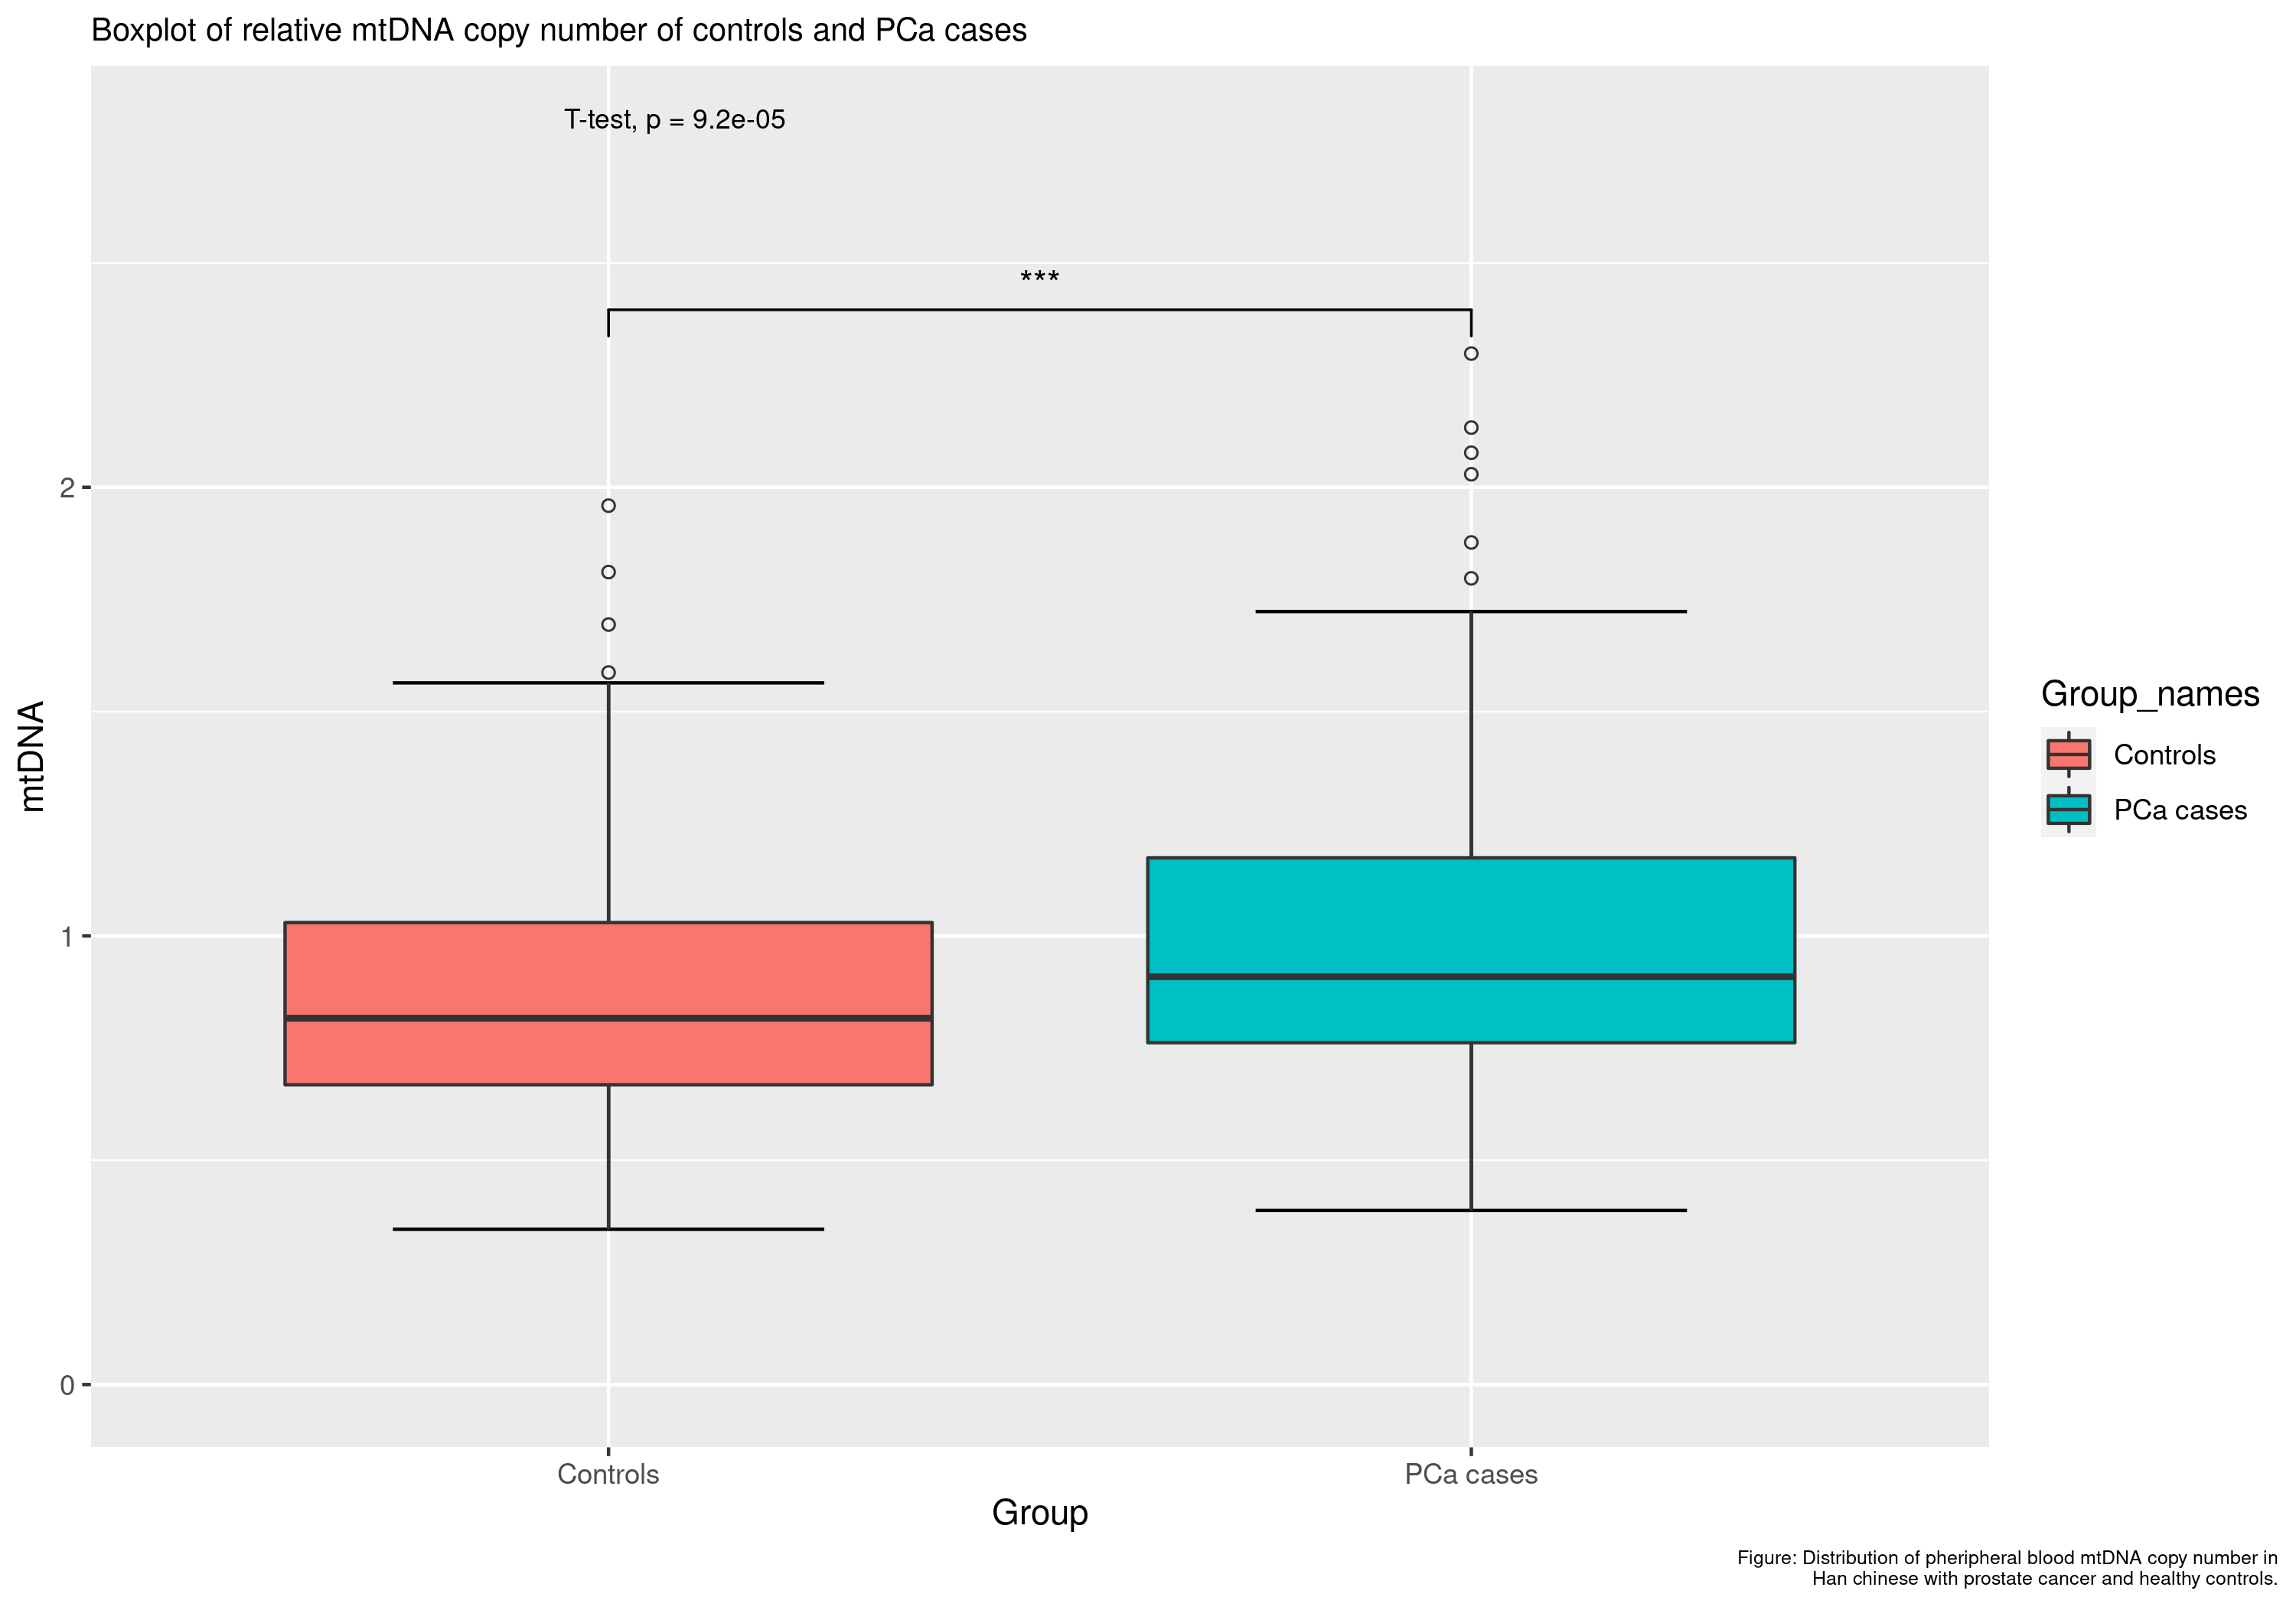 Boxplot of relative mtDNA copy number of controls and PCa cases
T-test, p = 9.2e-05
***
2
1
0
mtDNA
Controls
PCa cases
Group
Group_names
Controls
PCa cases
Figure: Distribution of pheripheral blood mtDNA copy number in
Han chinese with prostate cancer and healthy controls.